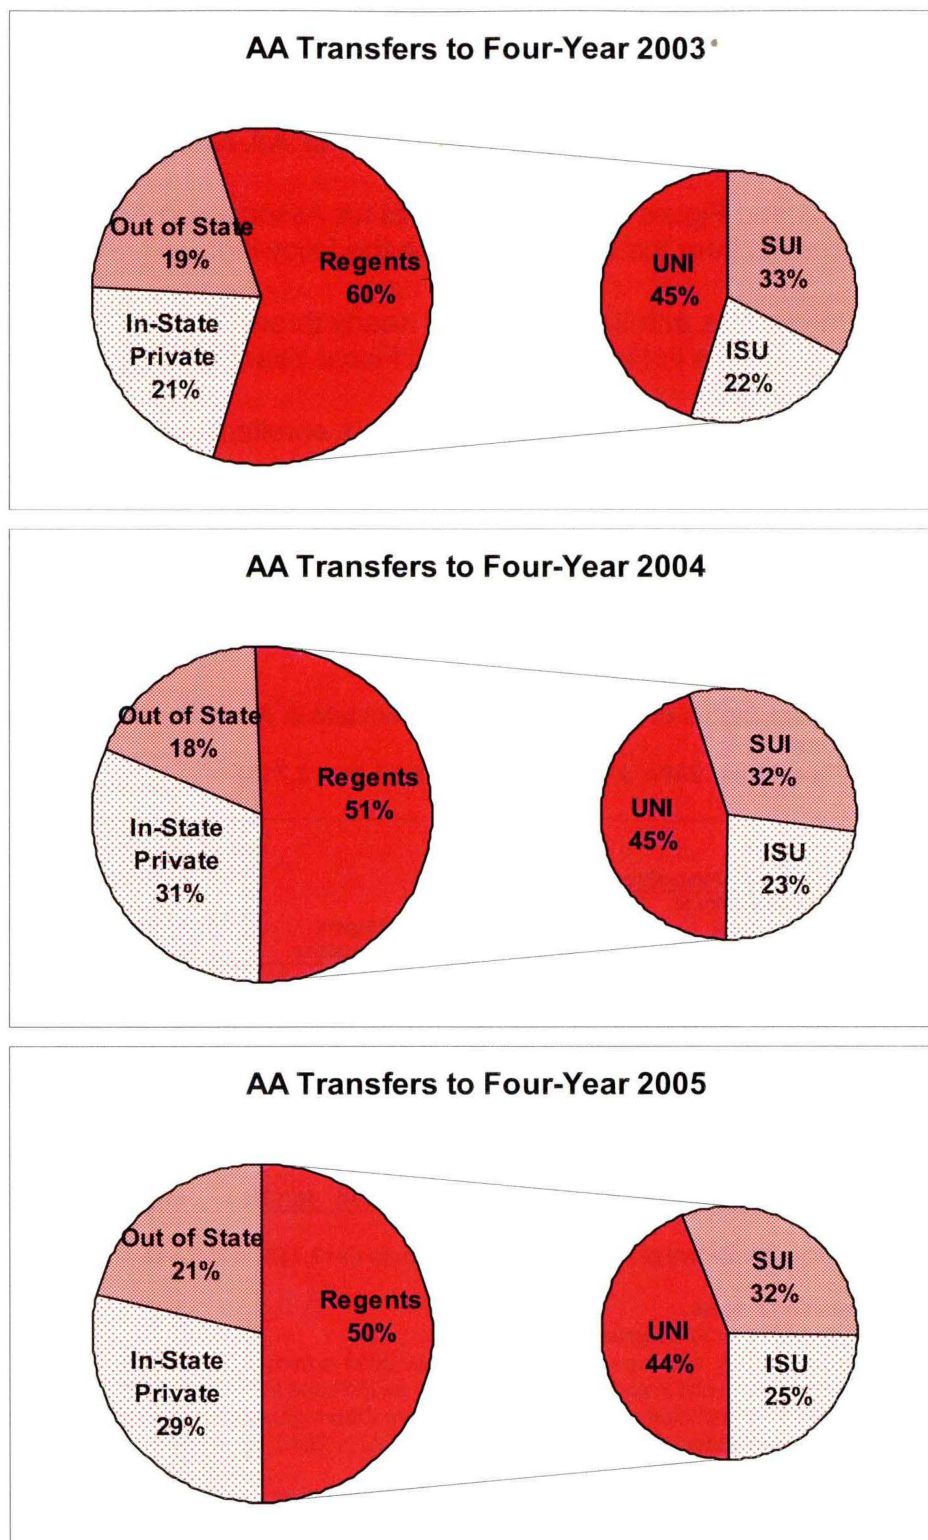 AA Transfers to Four-Year 2003
Out of State
19%
In-State
Private
21%
Regents
60%
UNI
45%
SUI
33%
ISU
22%
AA Transfers to Four-Year 2004
Out of State
18%
In-State
Private
31%
Regents
51%
UNI
45%
SUI
32%
ISU
23%
AA Transfers to Four-Year 2005
Out of State
21%
In-State
Private
29%
Regents
50%
UNI
44%
SUI
32%
ISU
25%